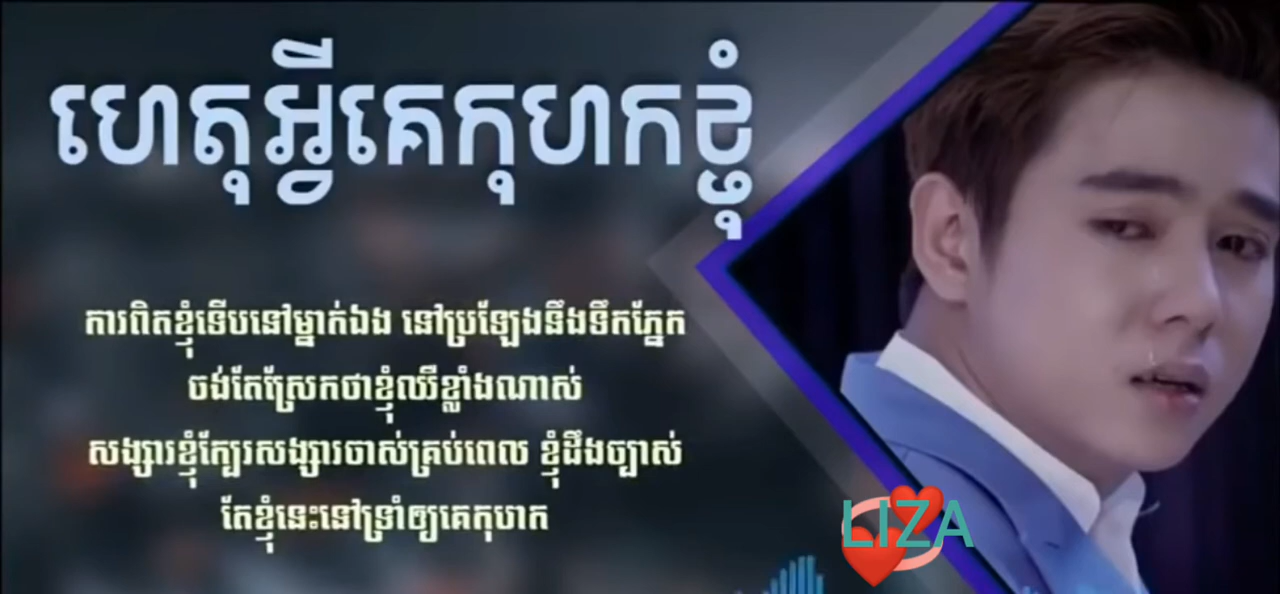 ហេតុអ្វីគេកុហកខ្ញុំ
ការពិតខ្ញុំទើបនៅម្នាក់ឯង នៅប្រឡែងនឹងទឹកភ្នែក
ចង់តែស្រែកថាខ្ញុំឈឺខ្លាំងណាស់
សង្សារខ្ញុំក្បែរសង្សារចាស់គ្រប់ពេល ខ្ញុំដឹងច្បាស់
តែខ្ញុំនេះនៅទ្រាំឲ្យគេកុហក
LIZA